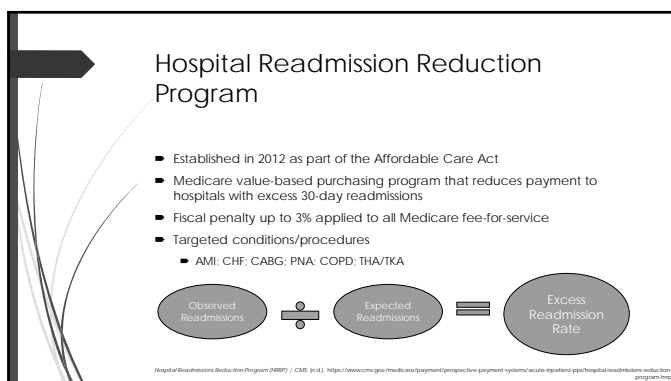 Hospital Readmission Reduction
Program
Established in 2012 as part of the Affordable Care Act
Medicare value-based purchasing program that reduces payment to
hospitals with excess 30-day readmissions
Fiscal penalty up to 3% applied to all Medicare fee-for-service
Targeted conditions/procedures
AMI; CHF; CABG; PNA; COPD; THA/TKA
Observed
Readmissions
Expected
Readmissions
Excess
Readmission
Rate
Hospital Readmissions Reduction Program (HRRP) | CMS. (n.d.). https://www.cms.gov/medicare/payment/prospective-payment-systems/acute-inpatient-pps/hospital-readmissions-reduction-
program-hrrp